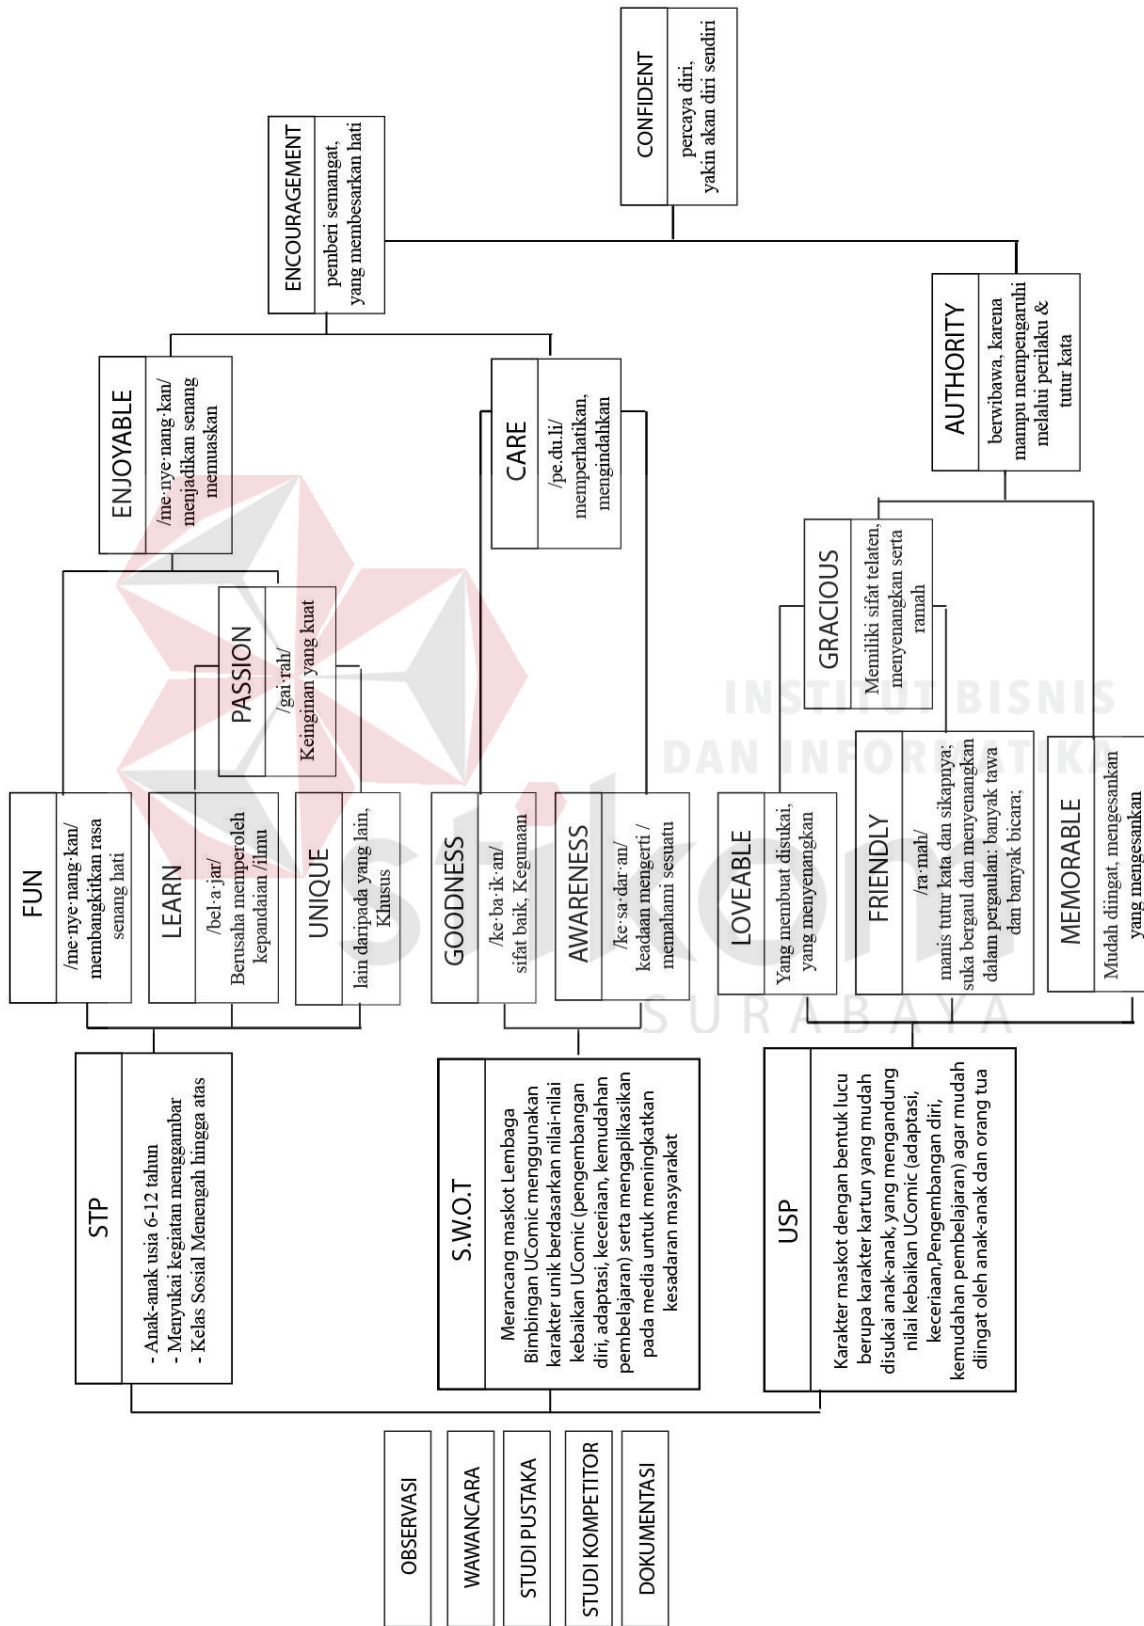 OBSERVASI
WAWANCARA
STUDI PUSTAKA
STUDI KOMPETITOR
DOKUMENTASI
STP
- Anak-anak usia 6-12 tahun
- Menyukai kegiatan menggambar
- Kelas Sosial Menengah hingga atas
S.W.O.T
Merancang maskot Lembaga
Bimbingan UComic menggunakan
karakter unik berdasarkan nilai-nilai
kebaikan UComic (pengembangan
diri, adaptasi, keceriaan, kemudahan
pembelajaran) serta mengaplikasikan
pada media untuk meningkatkan
kesadaran masyarakat
USP
Karakter maskot dengan bentuk lucu
berupa karakter kartun yang mudah
disukai anak-anak, yang mengandung
nilai kebaikan UComic (adaptasi,
kecerian,Pengembangan diri,
kemudahan pembelajaran) agar mudah
diingat oleh anak-anak dan orang tua
FUN
/me·nye·nang·kan/
membangkitkan rasa
senang hati
LEARN
/bel·a·jar/
Berusaha memperoleh
kepandaian /ilmu
UNIQUE
lain daripada yang lain,
Khusus
GOODNESS
/ke·ba·ik·an/
sifat baik, Kegunaan
AWARENESS
/ke·sa·dar·an/
keadaan mengerti /
memahami sesuatu
LOVEABLE
Yang membuat disukai,
yang menyenangkan
FRIENDLY
/ra·mah/
manis tutur kata dan sikapnya;
suka bergaul dan menyenangkan
dalam pergaulan; banyak tawa
dan banyak bicara;
MEMORABLE
Mudah diingat, mengesankan
yang mengesankan
PASSION
/gai·rah/
Keinginan yang kuat
GRACIOUS
Memiliki sifat telaten,
menyenangkan serta
ramah
ENJOYABLE
/me·nye·nang·kan/
menjadikan senang
memuaskan
CARE
/pe.du.li/
memperhatikan,
mengindahkan
AUTHORITY
berwibawa, karena
mampu mempengaruhi
melalui perilaku &
tutur kata
ENCOURAGEMENT
pemberi semangat,
yang membesarkan hati
CONFIDENT
percaya diri,
yakin akan diri sendiri
INSTITUT BISNIS
DAN INFORMATIKA
stikom
SURABAYA